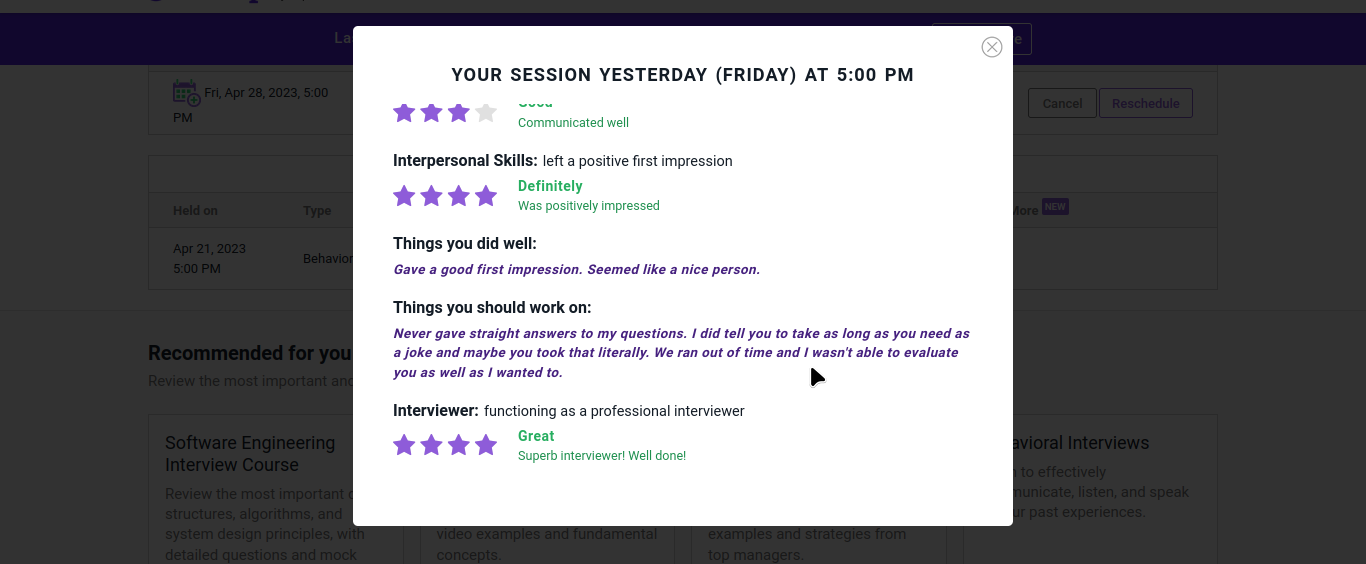 La
e
YOUR SESSION YESTERDAY (FRIDAY) AT 5:00 PM
Fri, Apr 28, 2023, 5:00
PM
Cancel
Reschedule
Good
Communicated well
Interpersonal Skills: left a positive first impression
Definitely
Was positively impressed
Held on
Type
More NEW
Apr 21, 2023
5:00 PM
Behavior
Things you did well:
Gave a good first impression. Seemed like a nice person.
Things you should work on:
Never gave straight answers to my questions. I did tell you to take as long as you need as
a joke and maybe you took that literally. We ran out of time and I wasn't able to evaluate
you as well as I wanted to.
Interviewer: functioning as a professional interviewer
Great
Superb interviewer! Well done!
Recommended for you
Review the most important and
Software Engineering
Interview Course
Review the most important
structures, algorithms, and
system design principles, with
detailed questions and mock
video examples and fundamental
concepts.
examples and strategies from
top managers.
avioral Interviews
to effectively
municate, listen, and speak
ur past experiences.